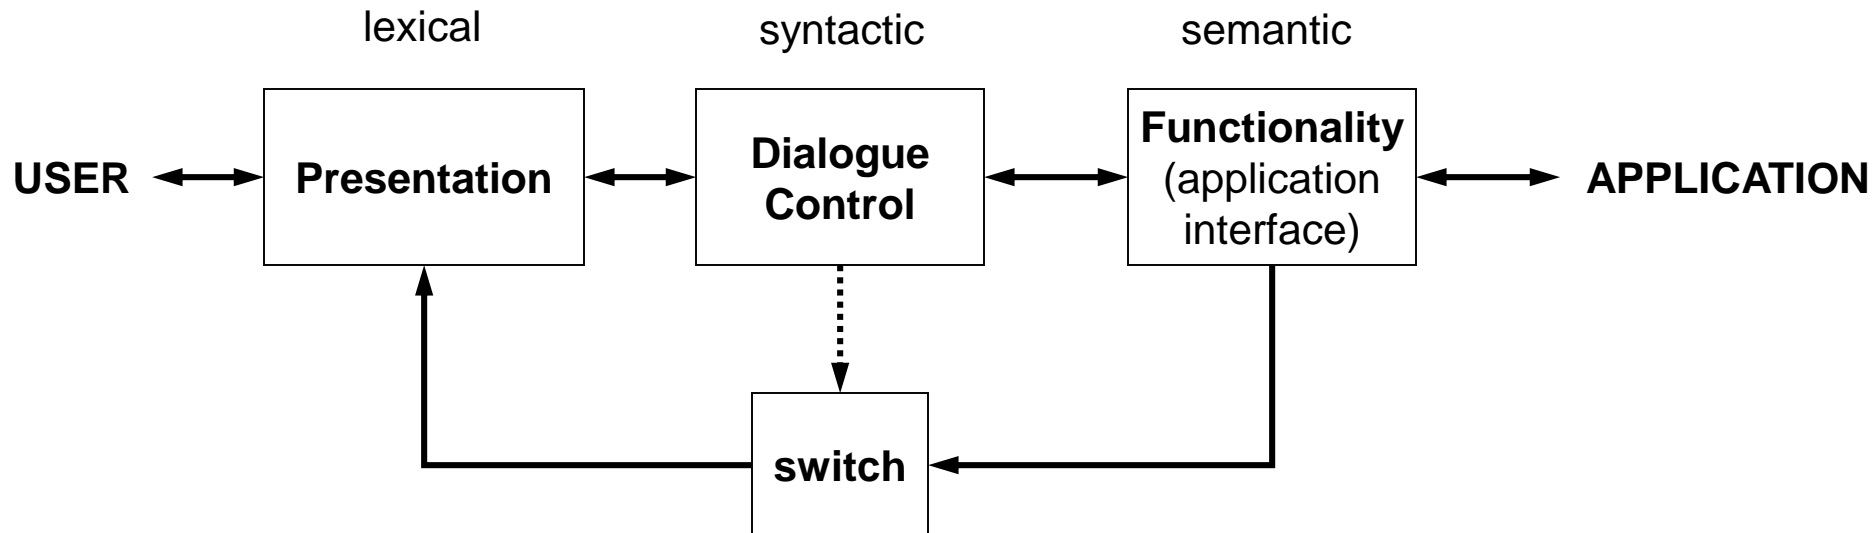 lexical
syntactic
semantic
USER
Presentation
Dialogue
Control
Functionality
(application
interface)
APPLICATION
switch